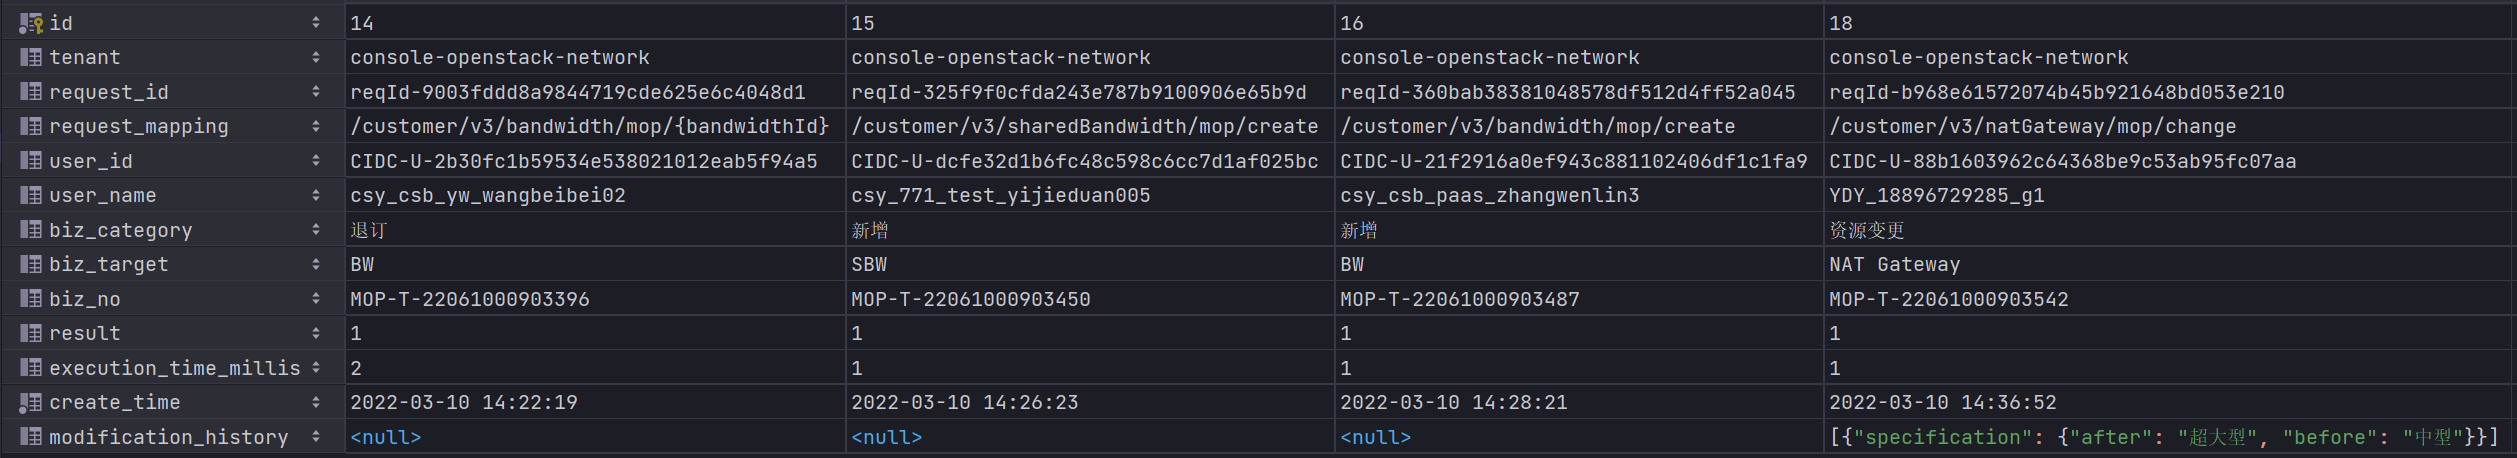 id 14 15 16 18
tenant console-openstack-network console-openstack-network console-openstack-network console-openstack-network
request_id reqId-9003fddd8a9844719cde625e6c4048d1 reqId-325f9f0cfda243e787b9100906e65b9d reqId-360bab38381048578df512d4ff52a045 reqId-b968e61572074b45b921648bd053e210
request_mapping /customer/v3/bandwidth/mop/{bandwidthId} /customer/v3/sharedBandwidth/mop/create /customer/v3/bandwidth/mop/create /customer/v3/natGateway/mop/change
user_id CIDC-U-2b30fc1b59534e538021012eab5f94a5 CIDC-U-dcfe32d1b6fc48c598c6cc7d1af025bc CIDC-U-21f2916a0ef943c881102406df1c1fa9 CIDC-U-88b1603962c64368be9c53ab95fc07aa
user_name csy_csb_yw_wangbeibei02 csy_771_test_yijieduan005 csy_csb_paas_zhangwenlin3 YDY_18896729285_g1
biz_category 退订 新增 新增 资源变更
biz_target BW SBW BW NAT Gateway
biz_no MOP-T-22061000903396 MOP-T-22061000903450 MOP-T-22061000903487 MOP-T-22061000903542
result 1 1 1 1
execution_time_millis 2 1 1 1
create_time 2022-03-10 14:22:19 2022-03-10 14:26:23 2022-03-10 14:28:21 2022-03-10 14:36:52
modification_history <null> <null> <null> [{"specification": {"after": "超大型", "before": "中型"}}]